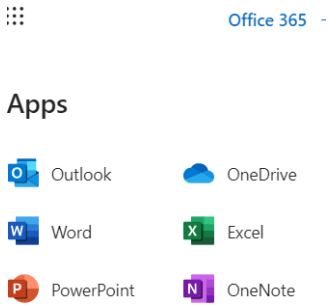 Office 365
Apps
Outlook
OneDrive
Word
Excel
PowerPoint
OneNote